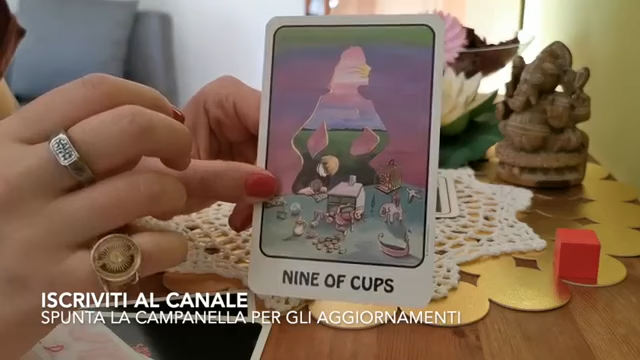 NINE OF CUPS
ISCRIVITI AL CANALE
SPUNTA LA CAMPANELLA PER GLI AGGIORNAMENTI